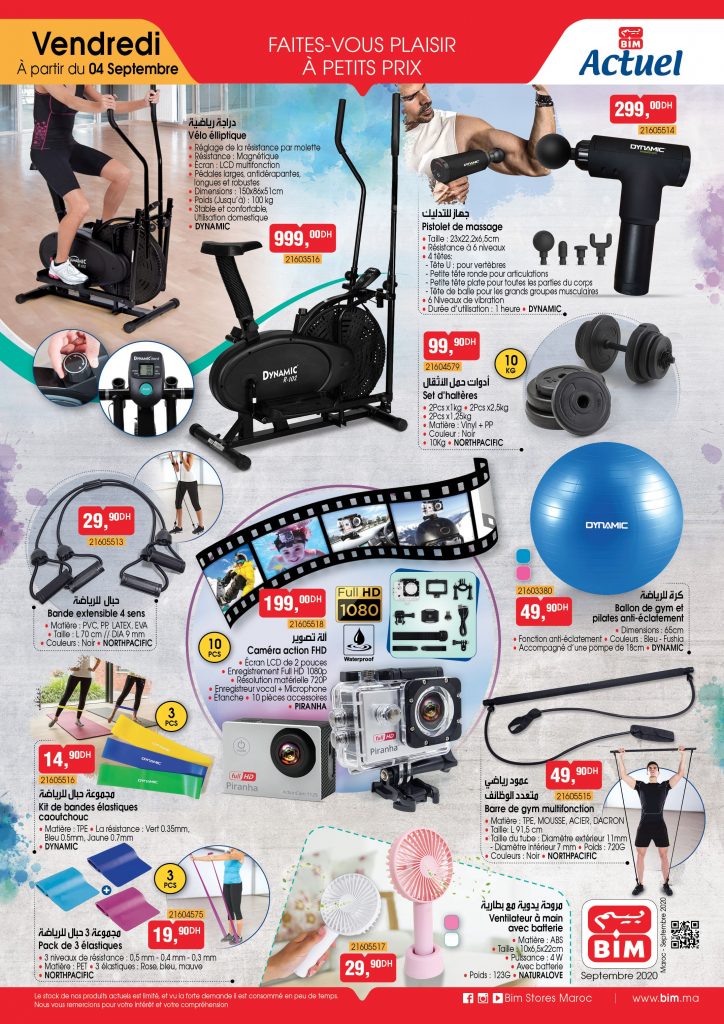 Vendredi
À partir du 04 Septembre
FAITES-VOUS PLAISIR
À PETITS PRIX
BIM
Actuel
دراجة رياضية
Vélo élliptique
• Réglage de la résistance par molette
• Résistance : Magnétique
• Écran : LCD multifonction
• Pédales larges, antidérapantes,
longues et robustes
• Dimensions : 150x86x51cm
• Poids (Jusqu'à) : 100 kg
• Stable et confortable,
Utilisation domestique
• DYNAMIC
999,00DH
21603516
DYNAMIC
R-102
DYNAMIC
299,00DH
21605514
DYNAMIC
DYNAMIC
جهاز للتدليك
Pistolet de massage
• Taille : 23x22,2x6,5cm
• Résistance à 6 niveaux
• 4 têtes:
- Tête U : pour vertèbres
- Petite tête ronde pour articulations
- Petite tête plate pour toutes les parties du corps
- Tête de balle pour les grands groupes musculaires
• 6 Niveaux de vibration
• Durée d'utilisation : 1 heure • DYNAMIC
99,90DH
21604579
10
KG
أدوات حمل الأثقال
Set d'haltères
• 2Pcs x1kg • 2Pcs x2,5kg
• 2Pcs x1,25kg
• Matière : Vinyl + PP
• Couleur : Noir
• 10Kg • NORTHPACIFIC
29,90DH
21605513
حبال للرياضة
Bande extensible 4 sens
• Matière : PVC, PP, LATEX, EVA
• Taille : L 70 cm // DIA 9 mm
• Couleurs : Noir • NORTHPACIFIC
199,00DH
21605518
Full HD
1080
Waterproof
10
PCS
آلة تصوير
Caméra action FHD
• Écran LCD de 2 pouces
• Enregistrement Full HD 1080p
• Résolution matérielle 720P
• Enregistreur vocal + Microphone
• Étanche • 10 pièces accessoires
• PIRANHA
full HD
Piranha
full HD
Piranha
DYNAMIC
21603380
49,90DH
كرة للرياضة
Ballon de gym et
pilates anti-éclatement
• Dimensions : 65cm
• Fonction anti-éclatement • Couleurs : Bleu - Fushia
• Accompagné d'une pompe de 18cm • DYNAMIC
3
PCS
14,90DH
21605516
DYNAMIC
مجموعة حبال للرياضة
Kit de bandes élastiques
caoutchouc
• Matière : TPE • La résistance : Vert 0.35mm,
Bleu 0.5mm, Jaune 0.7mm
• DYNAMIC
49,90DH
21605515
عمود رياضي
متعدد الوظائف
Barre de gym multifonction
• Matière : TPE, MOUSSE, ACIER, DACRON
• Taille: L 91,5 cm
• Taille du tube : Diamètre extérieur 11mm
- Diamètre intérieur 7 mm • Poids : 720G
• Couleurs : Noir • NORTHPACIFIC
3
PCS
21604575
19,90DH
مجموعة 3 حبال للرياضة
Pack de 3 élastiques
• 3 niveaux de résistance : 0,5 mm - 0,4 mm - 0,3 mm
• Matière : PET • 3 élastiques : Rose, bleu, mauve
• NORTHPACIFIC
21605517
29,90DH
مروحة يدوية مع بطارية
Ventilateur à main
avec batterie
• Matière : ABS
• Taille : 10x6,5x22cm
• Puissance : 4 W
• Avec batterie
• Poids : 123G • NATURALOVE
بيم
BIM
Septembre 2020
Maroc - Septembre 2020
Le stock de nos produits actuels est limité, et vu la forte demande il est consommé en peu de temps.
Nous vous remercions pour votre intérêt et votre compréhension
Bim Stores Maroc
www.bim.ma